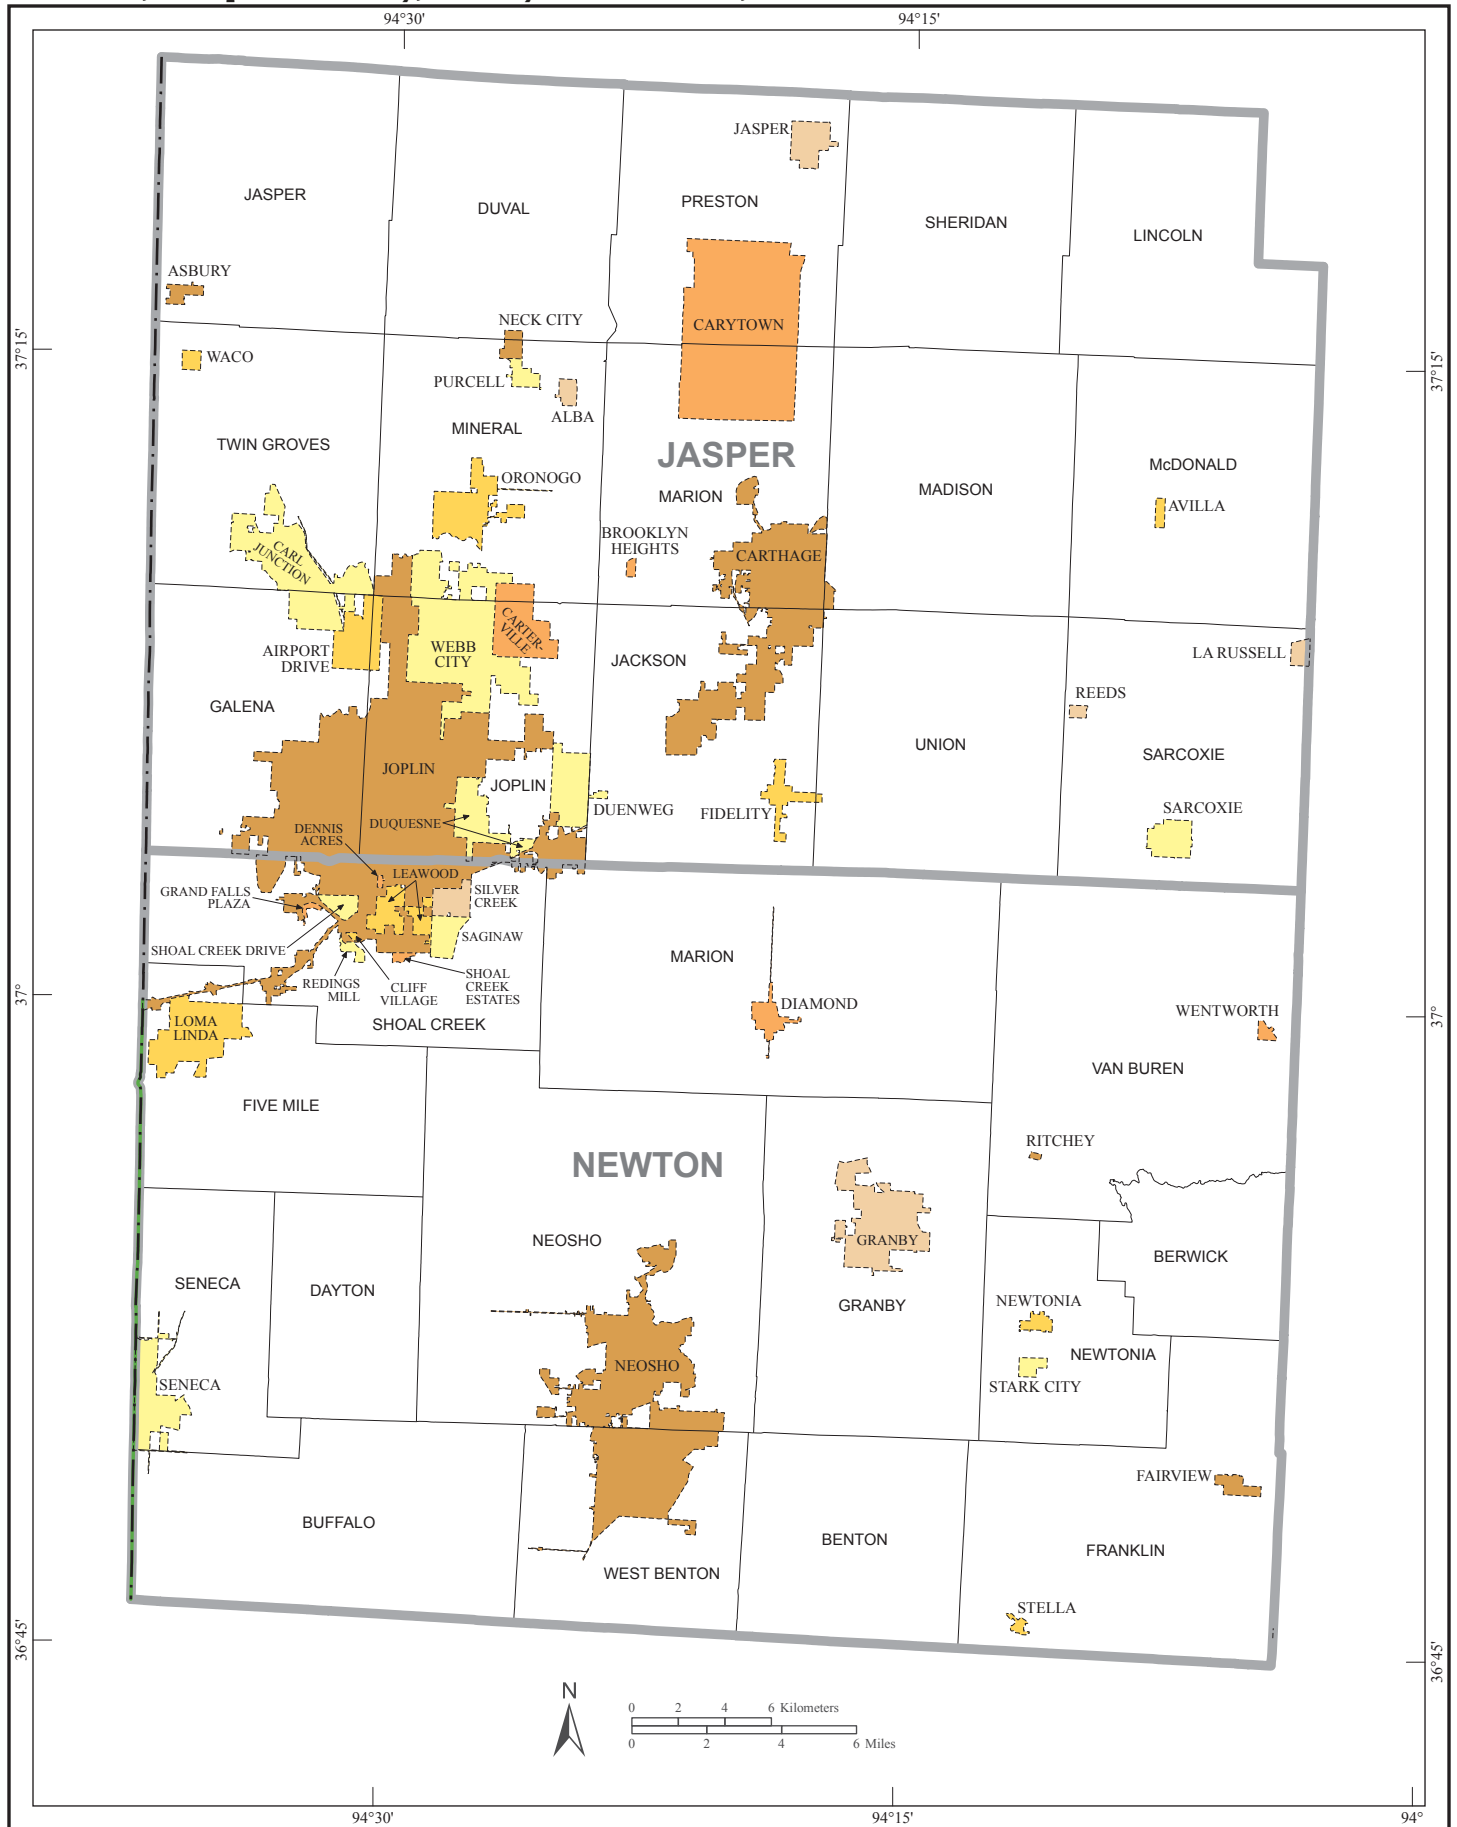 94°30'
94°15'
JASPER
JASPER
PRESTON
DUVAL
SHERIDAN
LINCOLN
ASBURY
NECK CITY
CARYTOWN
37°15'
37°15'
WACO
PURCELL
ALBA
MINERAL
TWIN GROVES
JASPER
McDONALD
ORONOGO
MADISON
MARION
AVILLA
BROOKLYN
HEIGHTS
CARL
JUNCTION
CARTHAGE
CARTER-
VILLE
AIRPORT
DRIVE
WEBB
CITY
JACKSON
LA RUSSELL
REEDS
GALENA
UNION
SARCOXIE
JOPLIN
JOPLIN
DUENWEG
FIDELITY
SARCOXIE
DENNIS
ACRES
DUQUESNE
LEAWOOD
GRAND FALLS
PLAZA
SILVER
CREEK
SAGINAW
SHOAL CREEK DRIVE
MARION
REDINGS
MILL
CLIFF
VILLAGE
SHOAL
CREEK
ESTATES
37°
37°
DIAMOND
WENTWORTH
LOMA
LINDA
SHOAL CREEK
VAN BUREN
FIVE MILE
RITCHEY
NEWTON
NEOSHO
GRANBY
BERWICK
SENECA
DAYTON
GRANBY
NEWTONIA
NEWTONIA
NEOSHO
SENECA
STARK CITY
FAIRVIEW
BUFFALO
BENTON
FRANKLIN
WEST BENTON
STELLA
36°45'
36°45'
N
0 2 4 6 Kilometers
0 2 4 6 Miles
94°30'
94°15'
94°